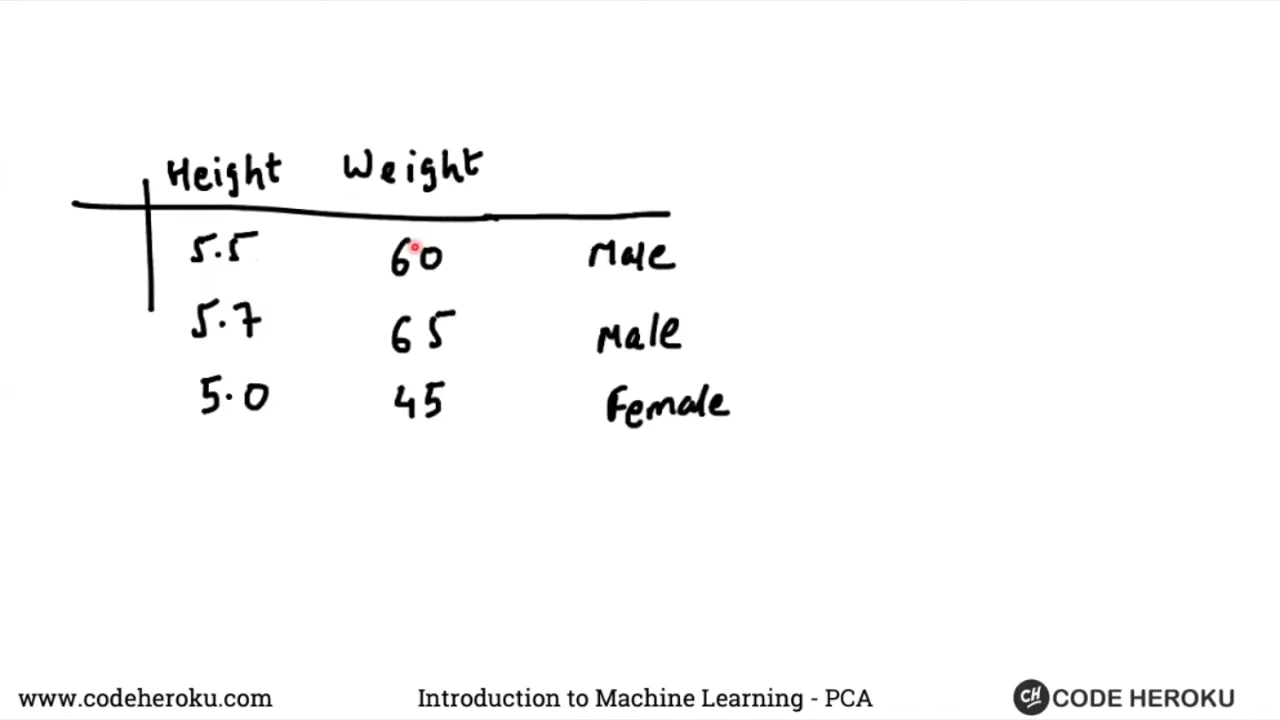 Height Weight
5.5 60 Male
5.7 65 Male
5.0 45 Female
www.codeheroku.com Introduction to Machine Learning - PCA CH CODE HEROKU